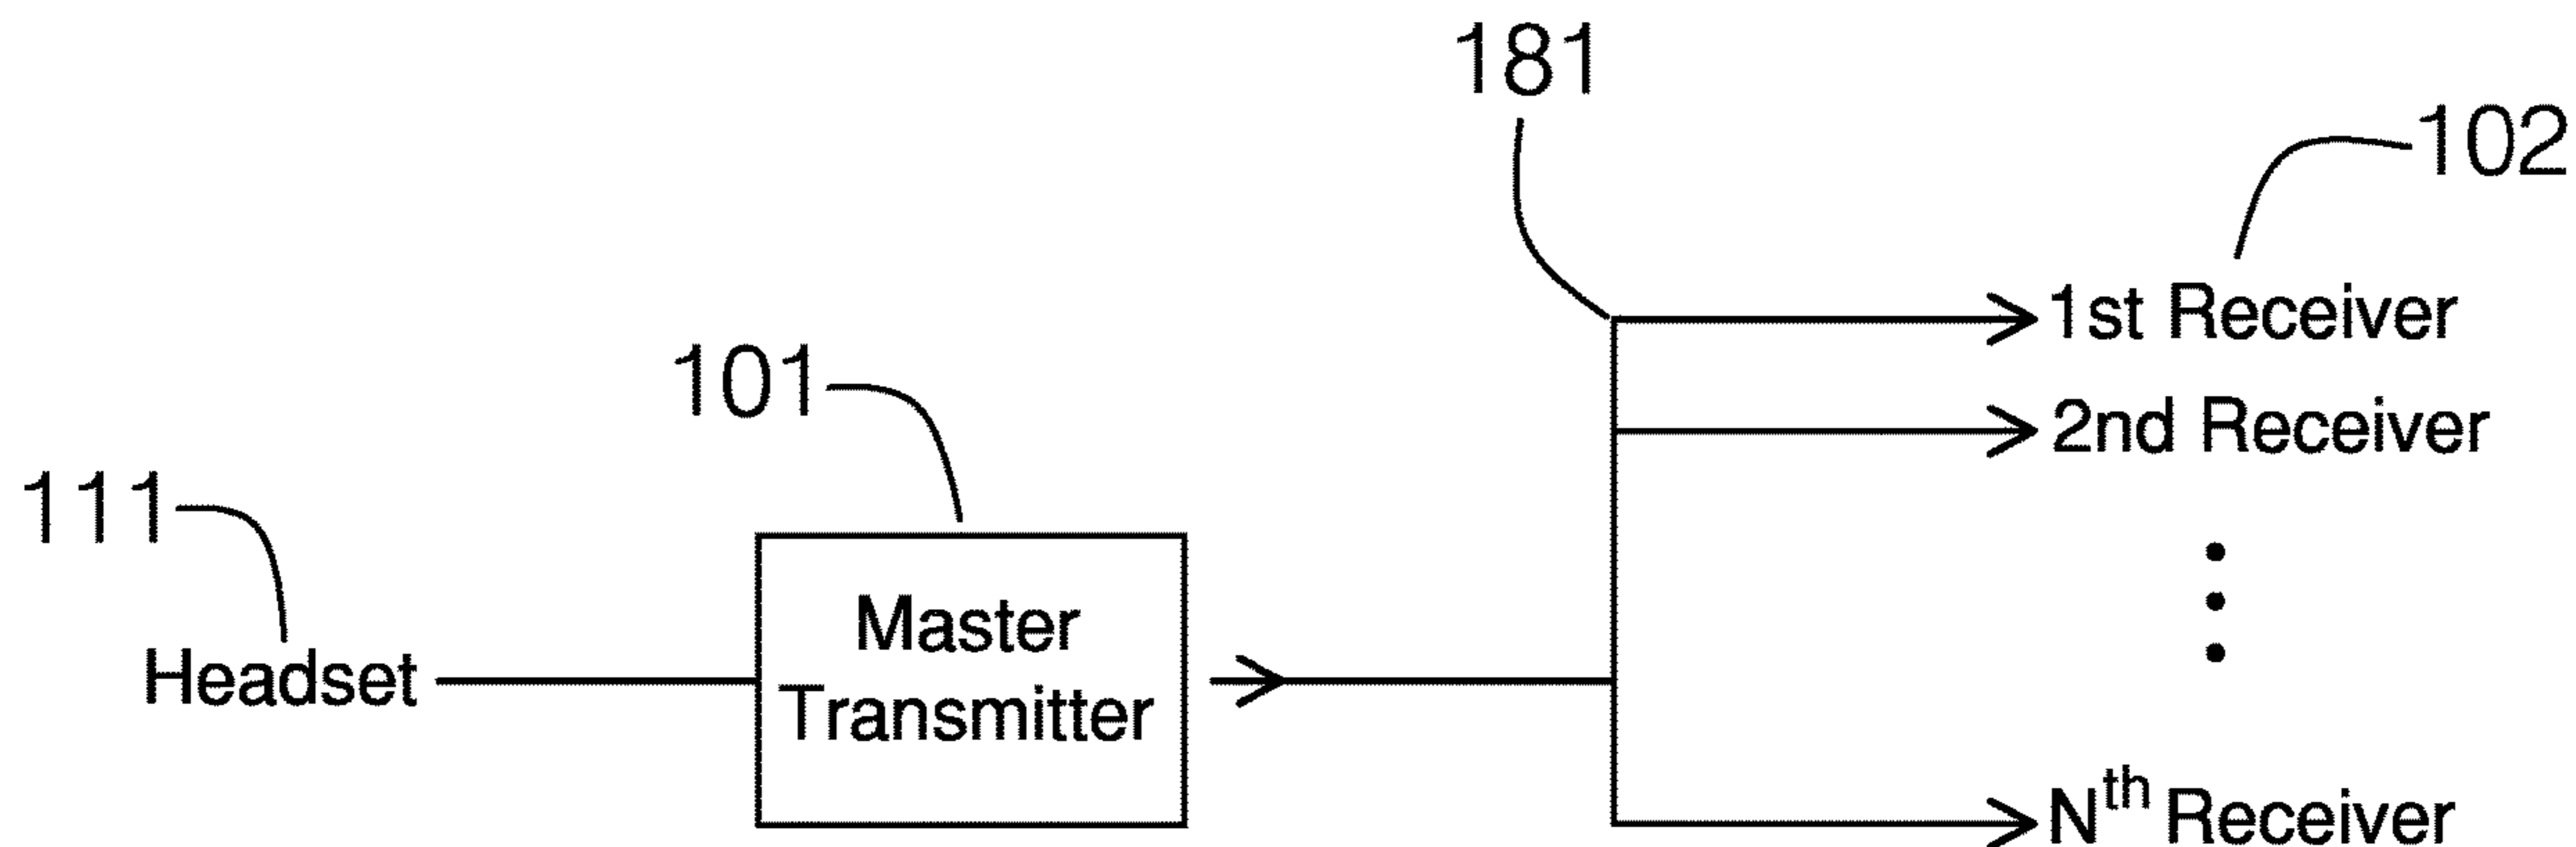 181
102
1st Receiver
101
2nd Receiver
111
Master
Transmitter
Headset
Nth Receiver